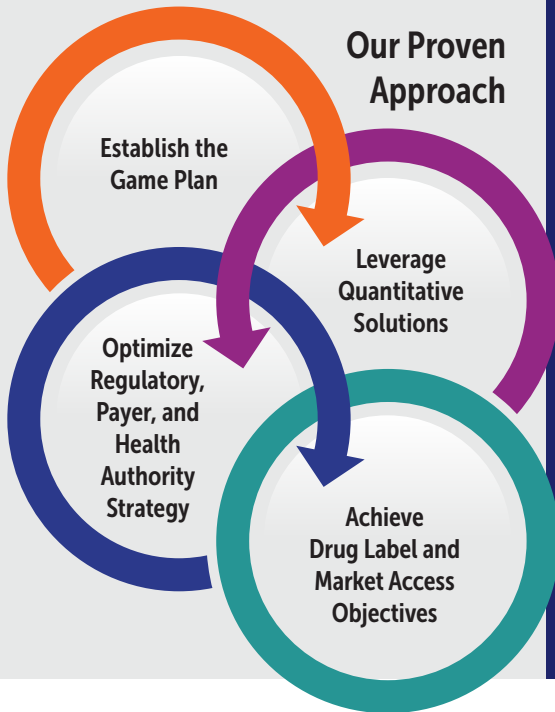 Our Proven
Approach
Establish the
Game Plan
Leverage
Quantitative
Solutions
Optimize
Regulatory,
Payer, and
Health
Authority
Strategy
Achieve
Drug Label and
Market Access
Objectives